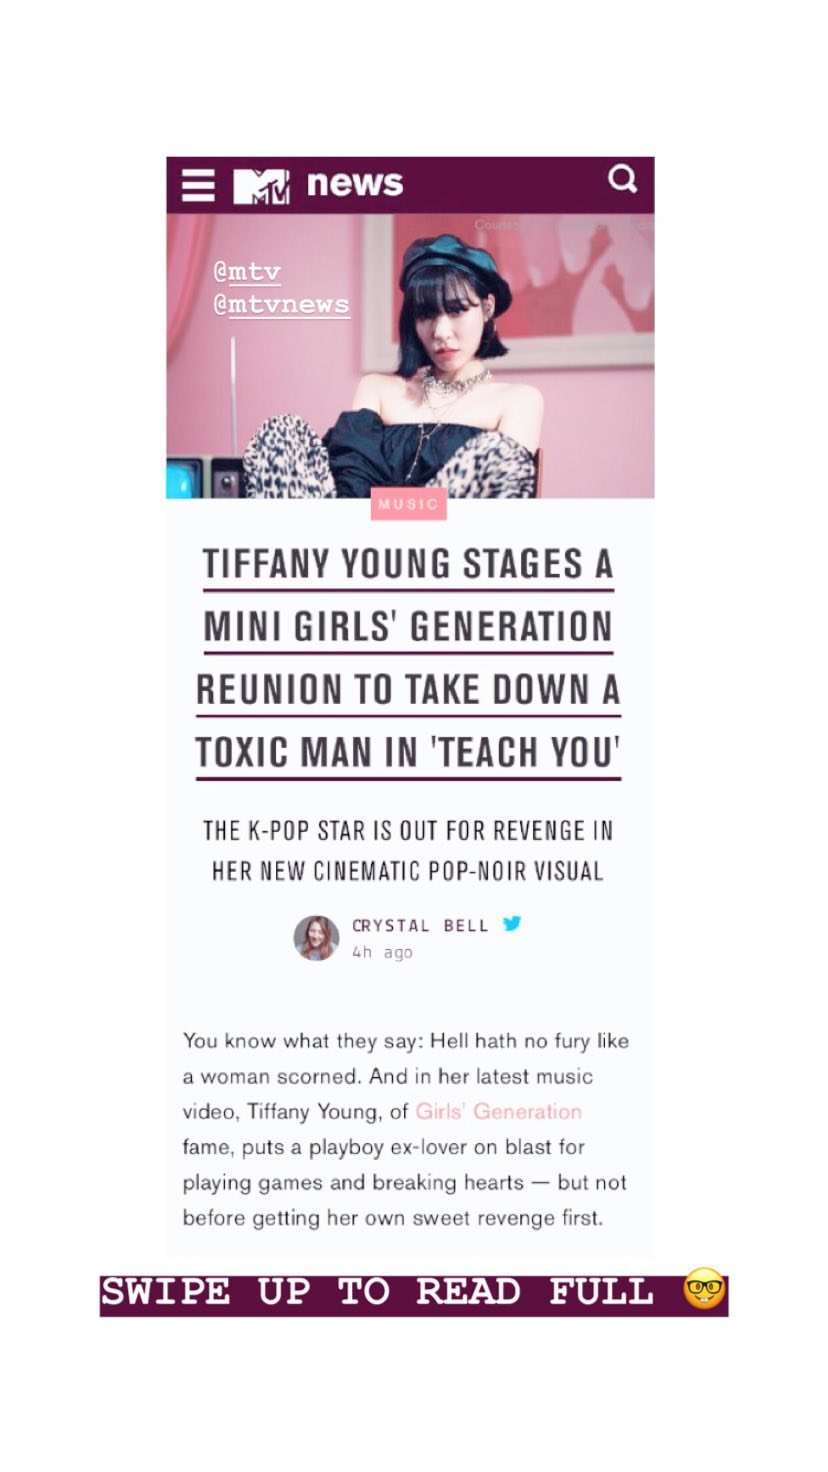 MTV news
Courtesy of
@mtv
@mtvnews
MUSIC
TIFFANY YOUNG STAGES A
MINI GIRLS' GENERATION
REUNION TO TAKE DOWN A
TOXIC MAN IN 'TEACH YOU'
THE K-POP STAR IS OUT FOR REVENGE IN
HER NEW CINEMATIC POP-NOIR VISUAL
CRYSTAL BELL
4h ago
You know what they say: Hell hath no fury like
a woman scorned. And in her latest music
video, Tiffany Young, of Girls' Generation
fame, puts a playboy ex-lover on blast for
playing games and breaking hearts — but not
before getting her own sweet revenge first.
SWIPE UP TO READ FULL 🤓